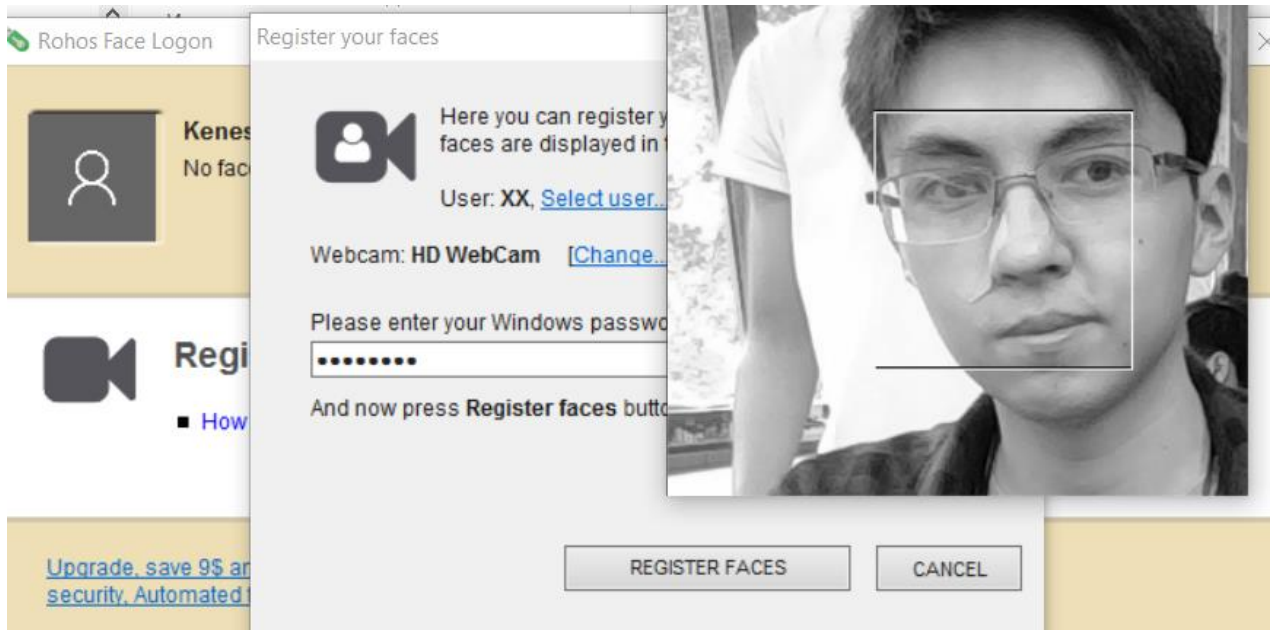 Rohos Face Logon
Register your faces
Kenes
No fac
Here you can register y
faces are displayed in
User: XX, Select user...
Webcam: HD WebCam [Change...
Please enter your Windows passwo
••••••••
And now press Register faces butto
Regi
■ How
REGISTER FACES
CANCEL
Upgrade, save 9$ an
security, Automated